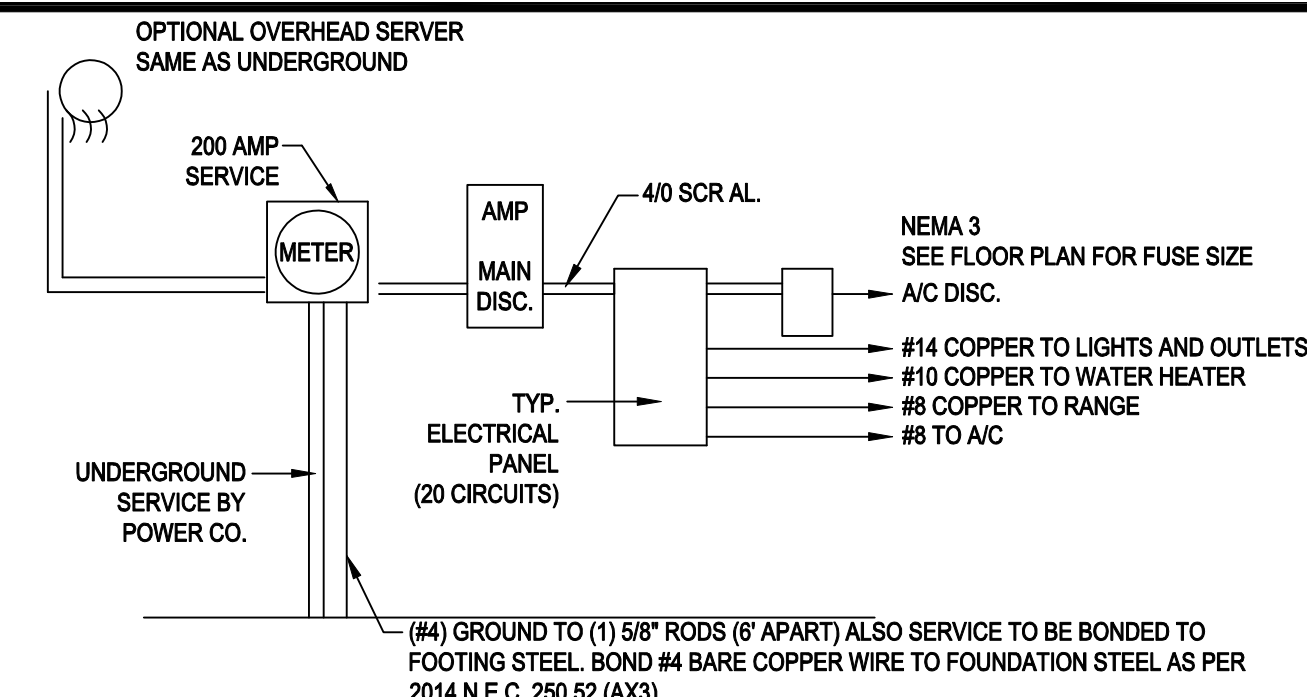 OPTIONAL OVERHEAD SERVER
SAME AS UNDERGROUND
200 AMP
SERVICE
METER
AMP
MAIN
DISC.
4/0 SCR AL.
NEMA 3
SEE FLOOR PLAN FOR FUSE SIZE
A/C DISC.
#14 COPPER TO LIGHTS AND OUTLETS
#10 COPPER TO WATER HEATER
#8 COPPER TO RANGE
#8 TO A/C
TYP.
ELECTRICAL
PANEL
(20 CIRCUITS)
UNDERGROUND
SERVICE BY
POWER CO.
(#4) GROUND TO (1) 5/8" RODS (6' APART) ALSO SERVICE TO BE BONDED TO
FOOTING STEEL. BOND #4 BARE COPPER WIRE TO FOUNDATION STEEL AS PER
2014 N.E.C. 250.52 (AX3)